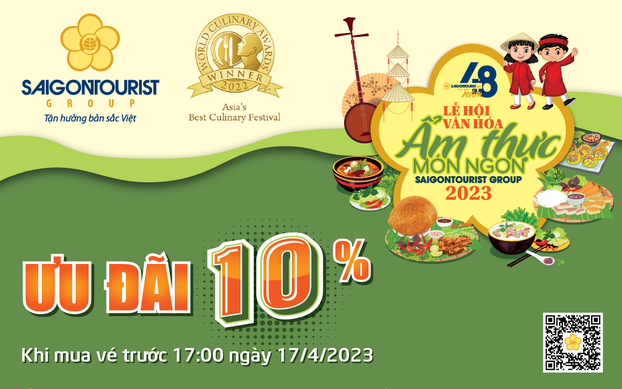 SAIGONTOURIST
GROUP
Tận hưởng bản sắc Việt
WORLD CULINARY AWARDS
WINNER
2022
Asia's
Best Culinary Festival
48
LỄ HỘI
VĂN HÓA
Ẩm thực
MÓN NGON
SAIGONTOURIST GROUP
2023
ƯU ĐÃI 10%
Khi mua vé trước 17:00 ngày 17/4/2023